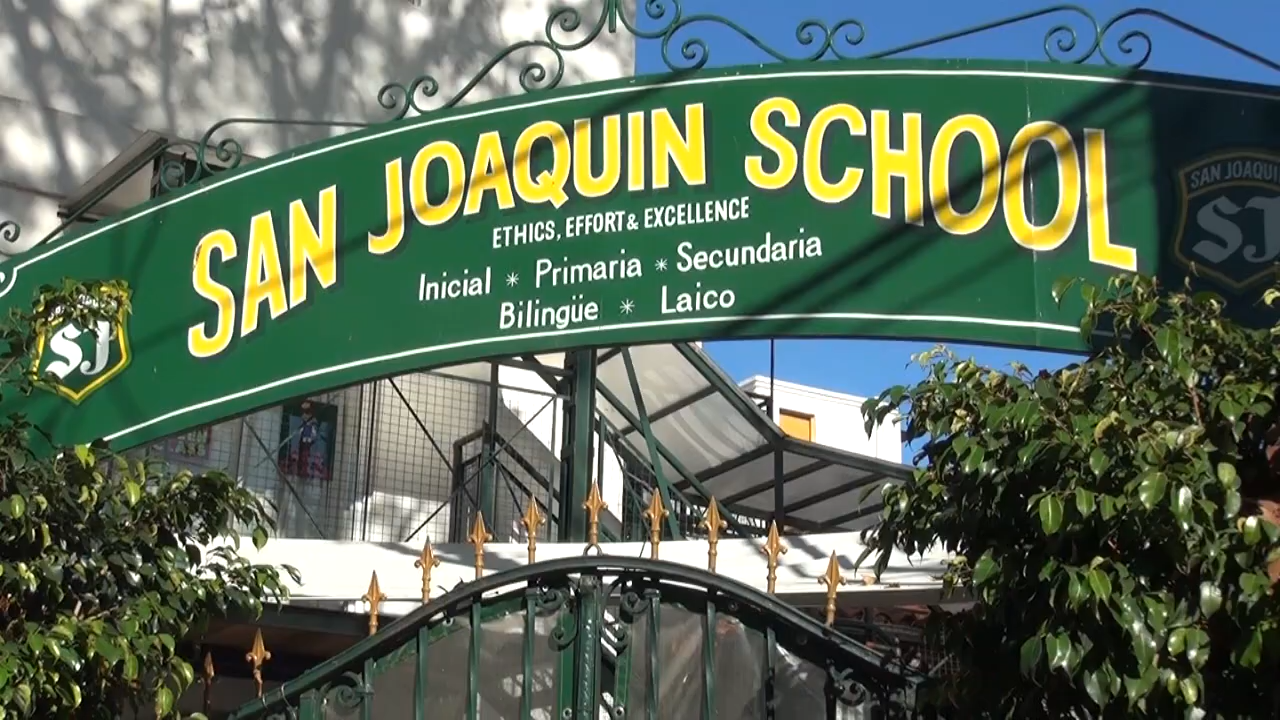 SAN JOAQUIN SCHOOL
ETHICS, EFFORT & EXCELLENCE
Inicial * Primaria * Secundaria
Bilingüe * Laico
SJ
SAN JOAQUIN
SJ